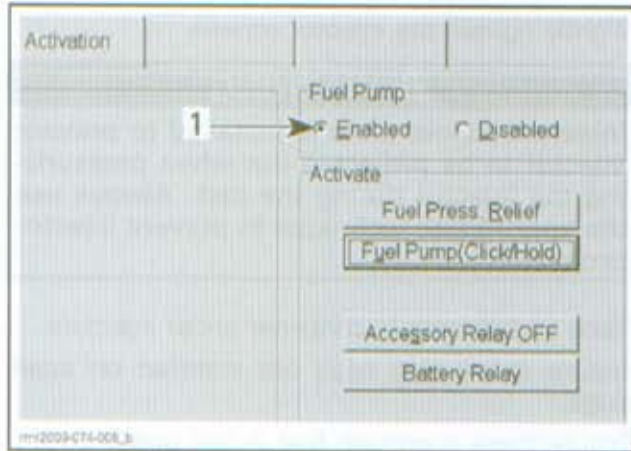 Activation
Fuel Pump
1
Enabled Disabled
Activate
Fuel Press. Relief
Fuel Pump(Click/Hold)
Accessory Relay OFF
Battery Relay